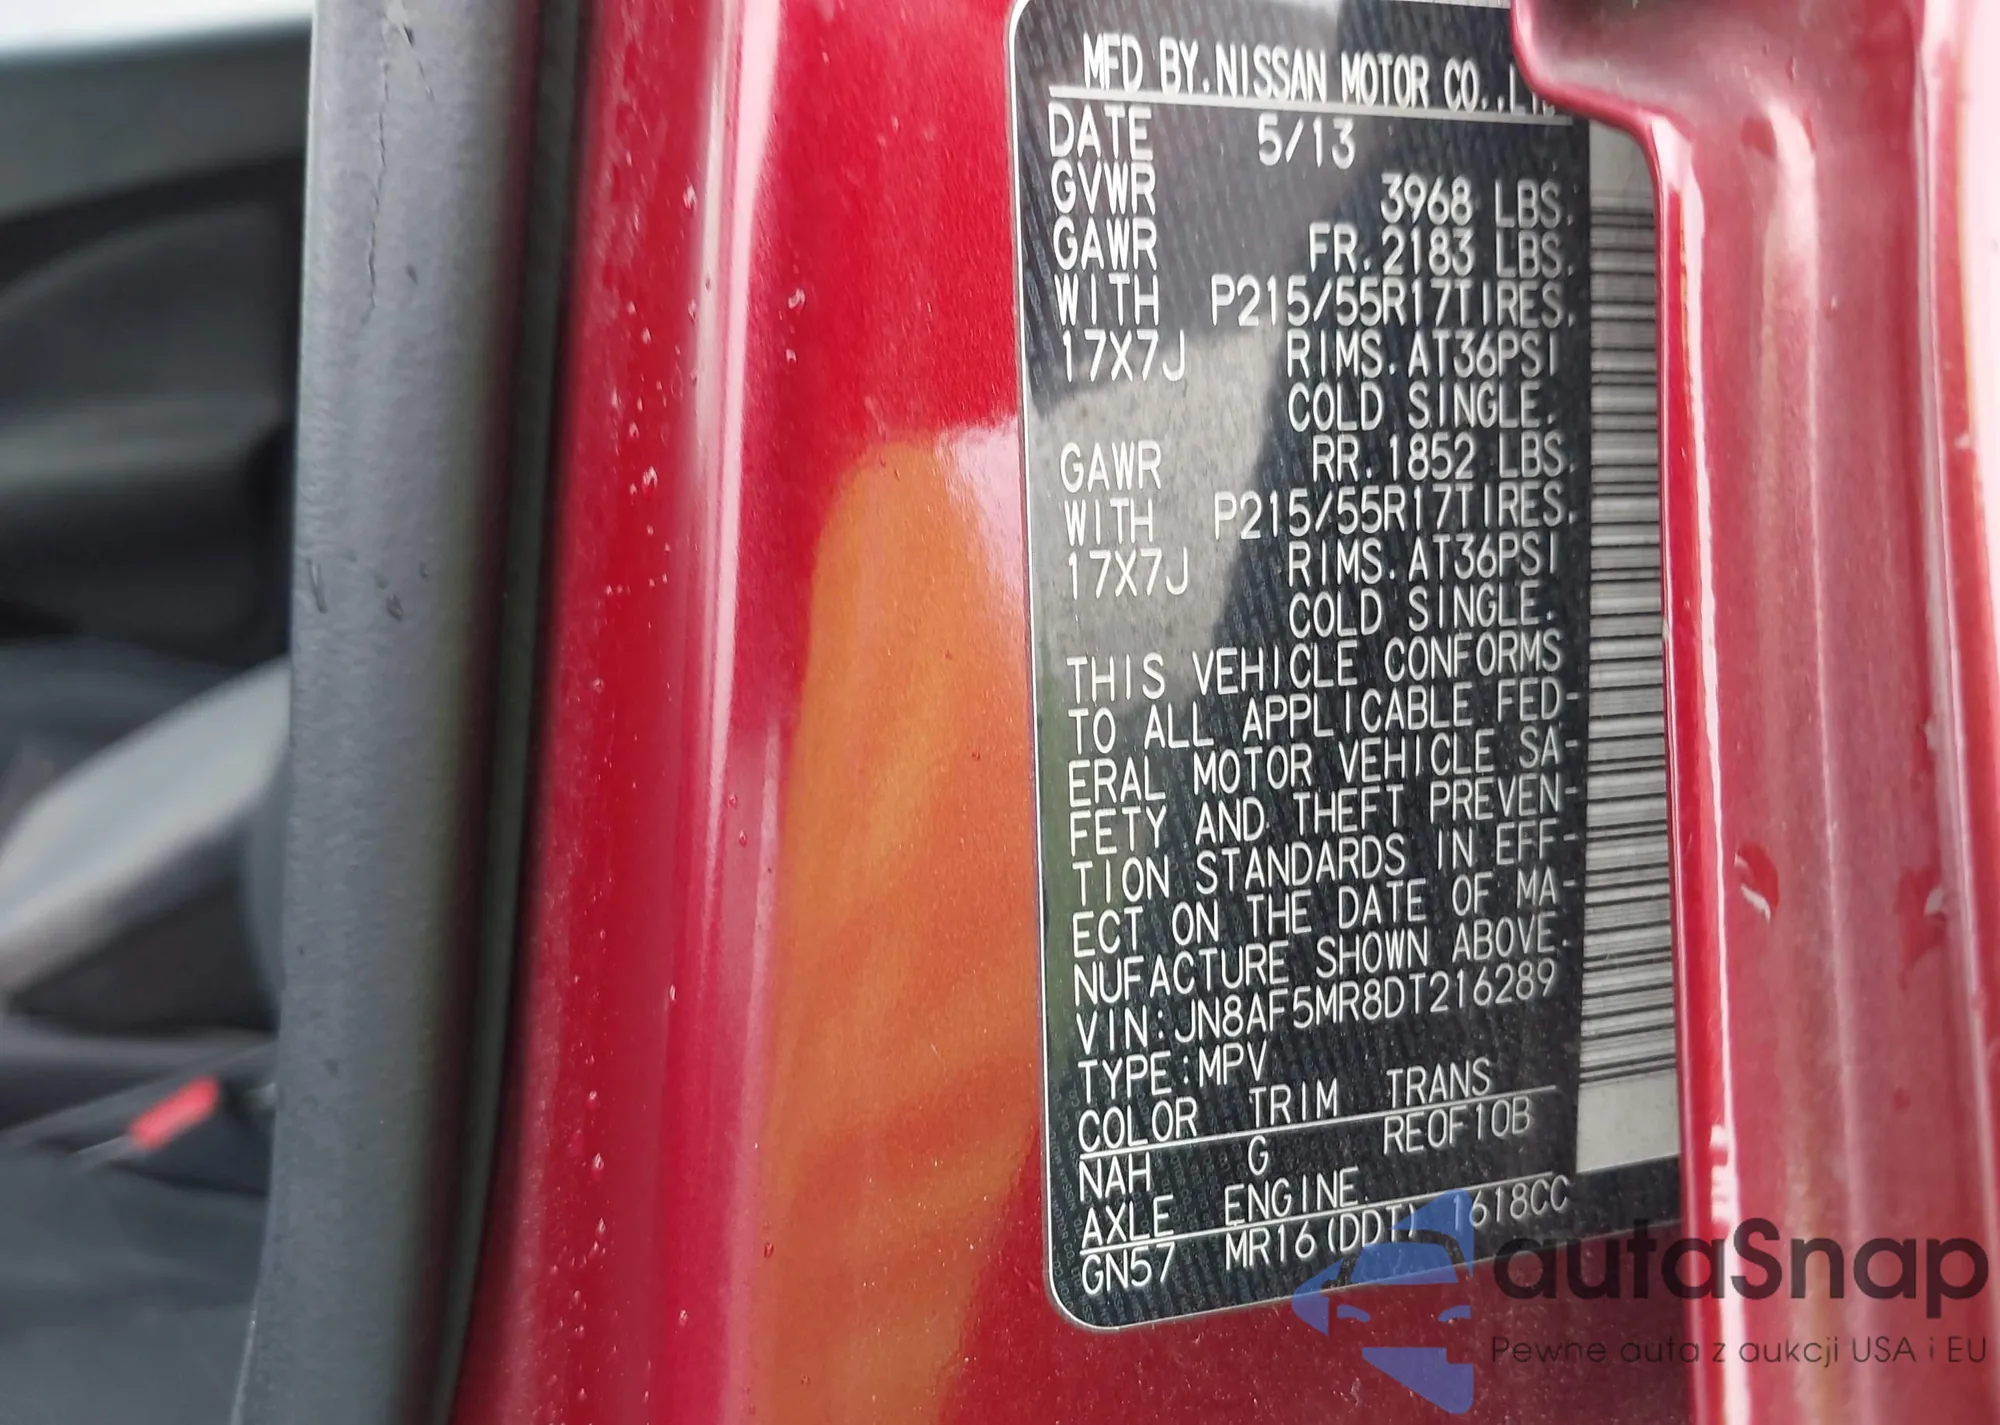 MFD BY.NISSAN MOTOR CO.,LTD
DATE 5/13
GVWR 3968 LBS.
GAWR FR.2183 LBS.
WITH P215/55R17TIRES.
17X7J RIMS.AT36PSI
COLD SINGLE.
GAWR RR.1852 LBS.
WITH P215/55R17TIRES.
17X7J RIMS.AT36PSI
COLD SINGLE.
THIS VEHICLE CONFORMS
TO ALL APPLICABLE FED-
ERAL MOTOR VEHICLE SA-
FETY AND THEFT PREVEN-
TION STANDARDS IN EFF-
ECT ON THE DATE OF MA-
NUFACTURE SHOWN ABOVE.
VIN:JN8AF5MR8DT216289
TYPE:MPV
COLOR TRIM TRANS
NAH G RE0F10B
AXLE ENGINE
GN57 MR16(DDT) 1618CC
autaSnap
Pewne auta z aukcji USA i EU